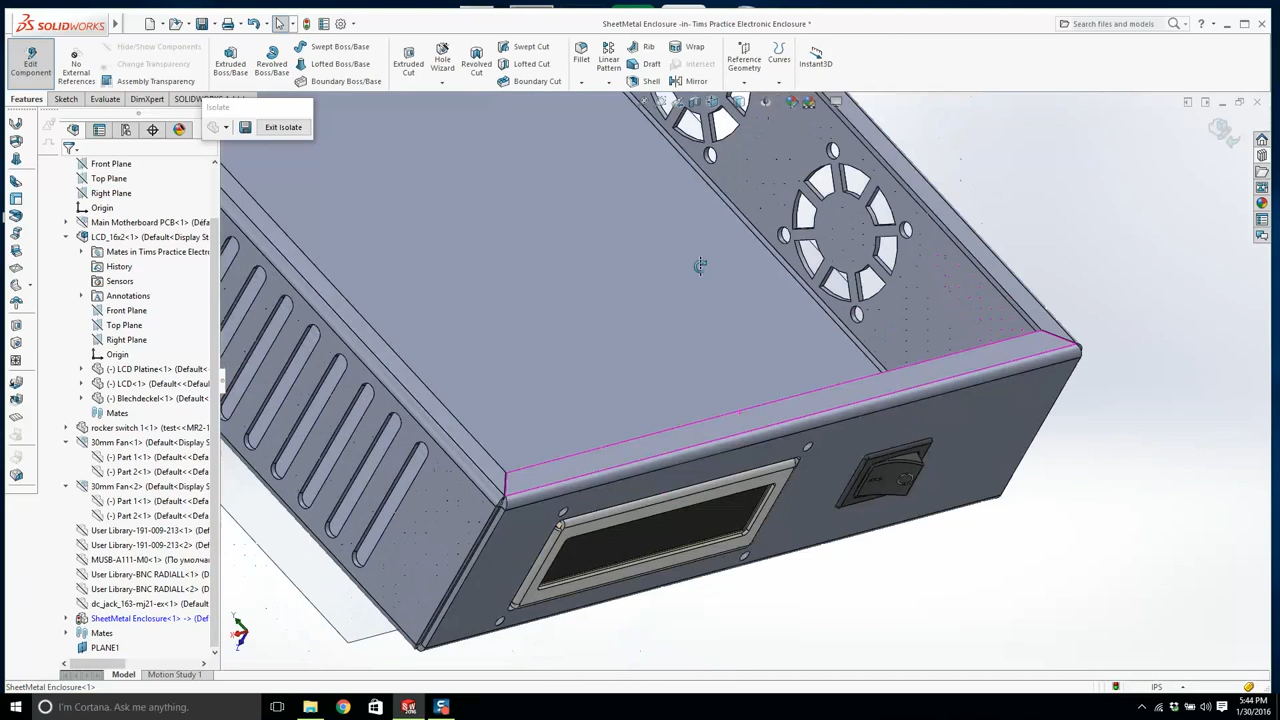 SOLIDWORKS
SheetMetal Enclosure -in- Tims Practice Electronic Enclosure *
Search files and models
Edit Component
No External References
Hide/Show Components
Change Transparency
Assembly Transparency
Extruded Boss/Base
Revolved Boss/Base
Swept Boss/Base
Lofted Boss/Base
Boundary Boss/Base
Extruded Cut
Hole Wizard
Revolved Cut
Swept Cut
Lofted Cut
Boundary Cut
Fillet
Linear Pattern
Rib
Draft
Shell
Wrap
Intersect
Mirror
Reference Geometry
Curves
Instant3D
Features
Sketch
Evaluate
DimXpert
SOLIDWORKS
Isolate
Exit Isolate
Front Plane
Top Plane
Right Plane
Origin
Main Motherboard PCB<1> (Defa
LCD_16x2<1> (Default<Display St
Mates in Tims Practice Electro
History
Sensors
Annotations
Front Plane
Top Plane
Right Plane
Origin
(-) LCD Platine<1> (Default<
(-) LCD<1> (Default<<Default
(-) Blechdeckel<1> (Default<
Mates
rocker switch 1<1> (test<<MR2-1
30mm Fan<1> (Default<Display S
(-) Part 1<1> (Default<<Defau
(-) Part 2<1> (Default<<Defau
30mm Fan<2> (Default<Display S
(-) Part 1<1> (Default<<Defau
(-) Part 2<1> (Default<<Defau
User Library-191-009-213<1> (Def
User Library-191-009-213<2> (Def
MUSB-A111-M0<1> (По умолчан
User Library-BNC RADIALL<1> (D
User Library-BNC RADIALL<2> (D
dc_jack_163-mj21-ex<1> (Default
SheetMetal Enclosure<1> -> (Def
Mates
PLANE1
Model
Motion Study 1
SheetMetal Enclosure<1>
IPS
I'm Cortana. Ask me anything.
5:44 PM
1/30/2016